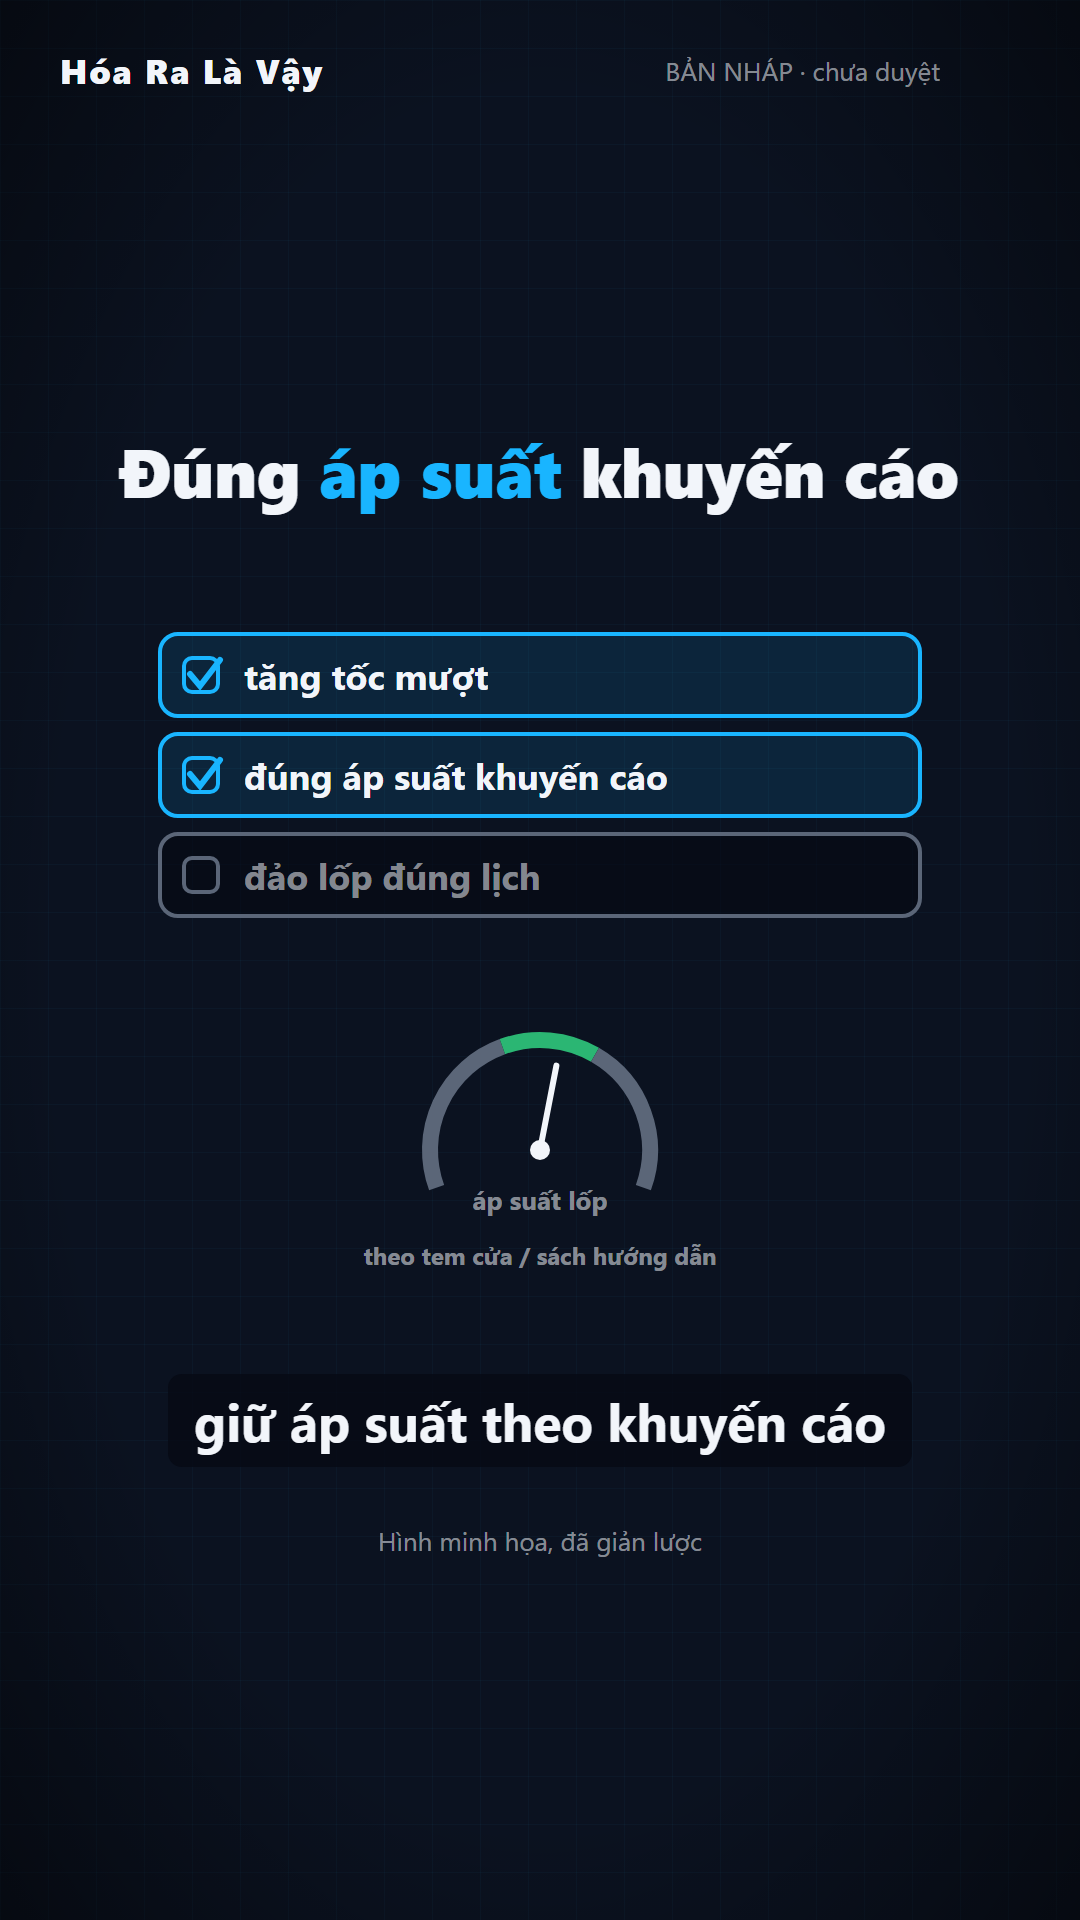 Hóa Ra Là Vậy
BẢN NHÁP · chưa duyệt
Đúng áp suất khuyến cáo
tăng tốc mượt
đúng áp suất khuyến cáo
đảo lốp đúng lịch
áp suất lốp
theo tem cửa / sách hướng dẫn
giữ áp suất theo khuyến cáo
Hình minh họa, đã giản lược